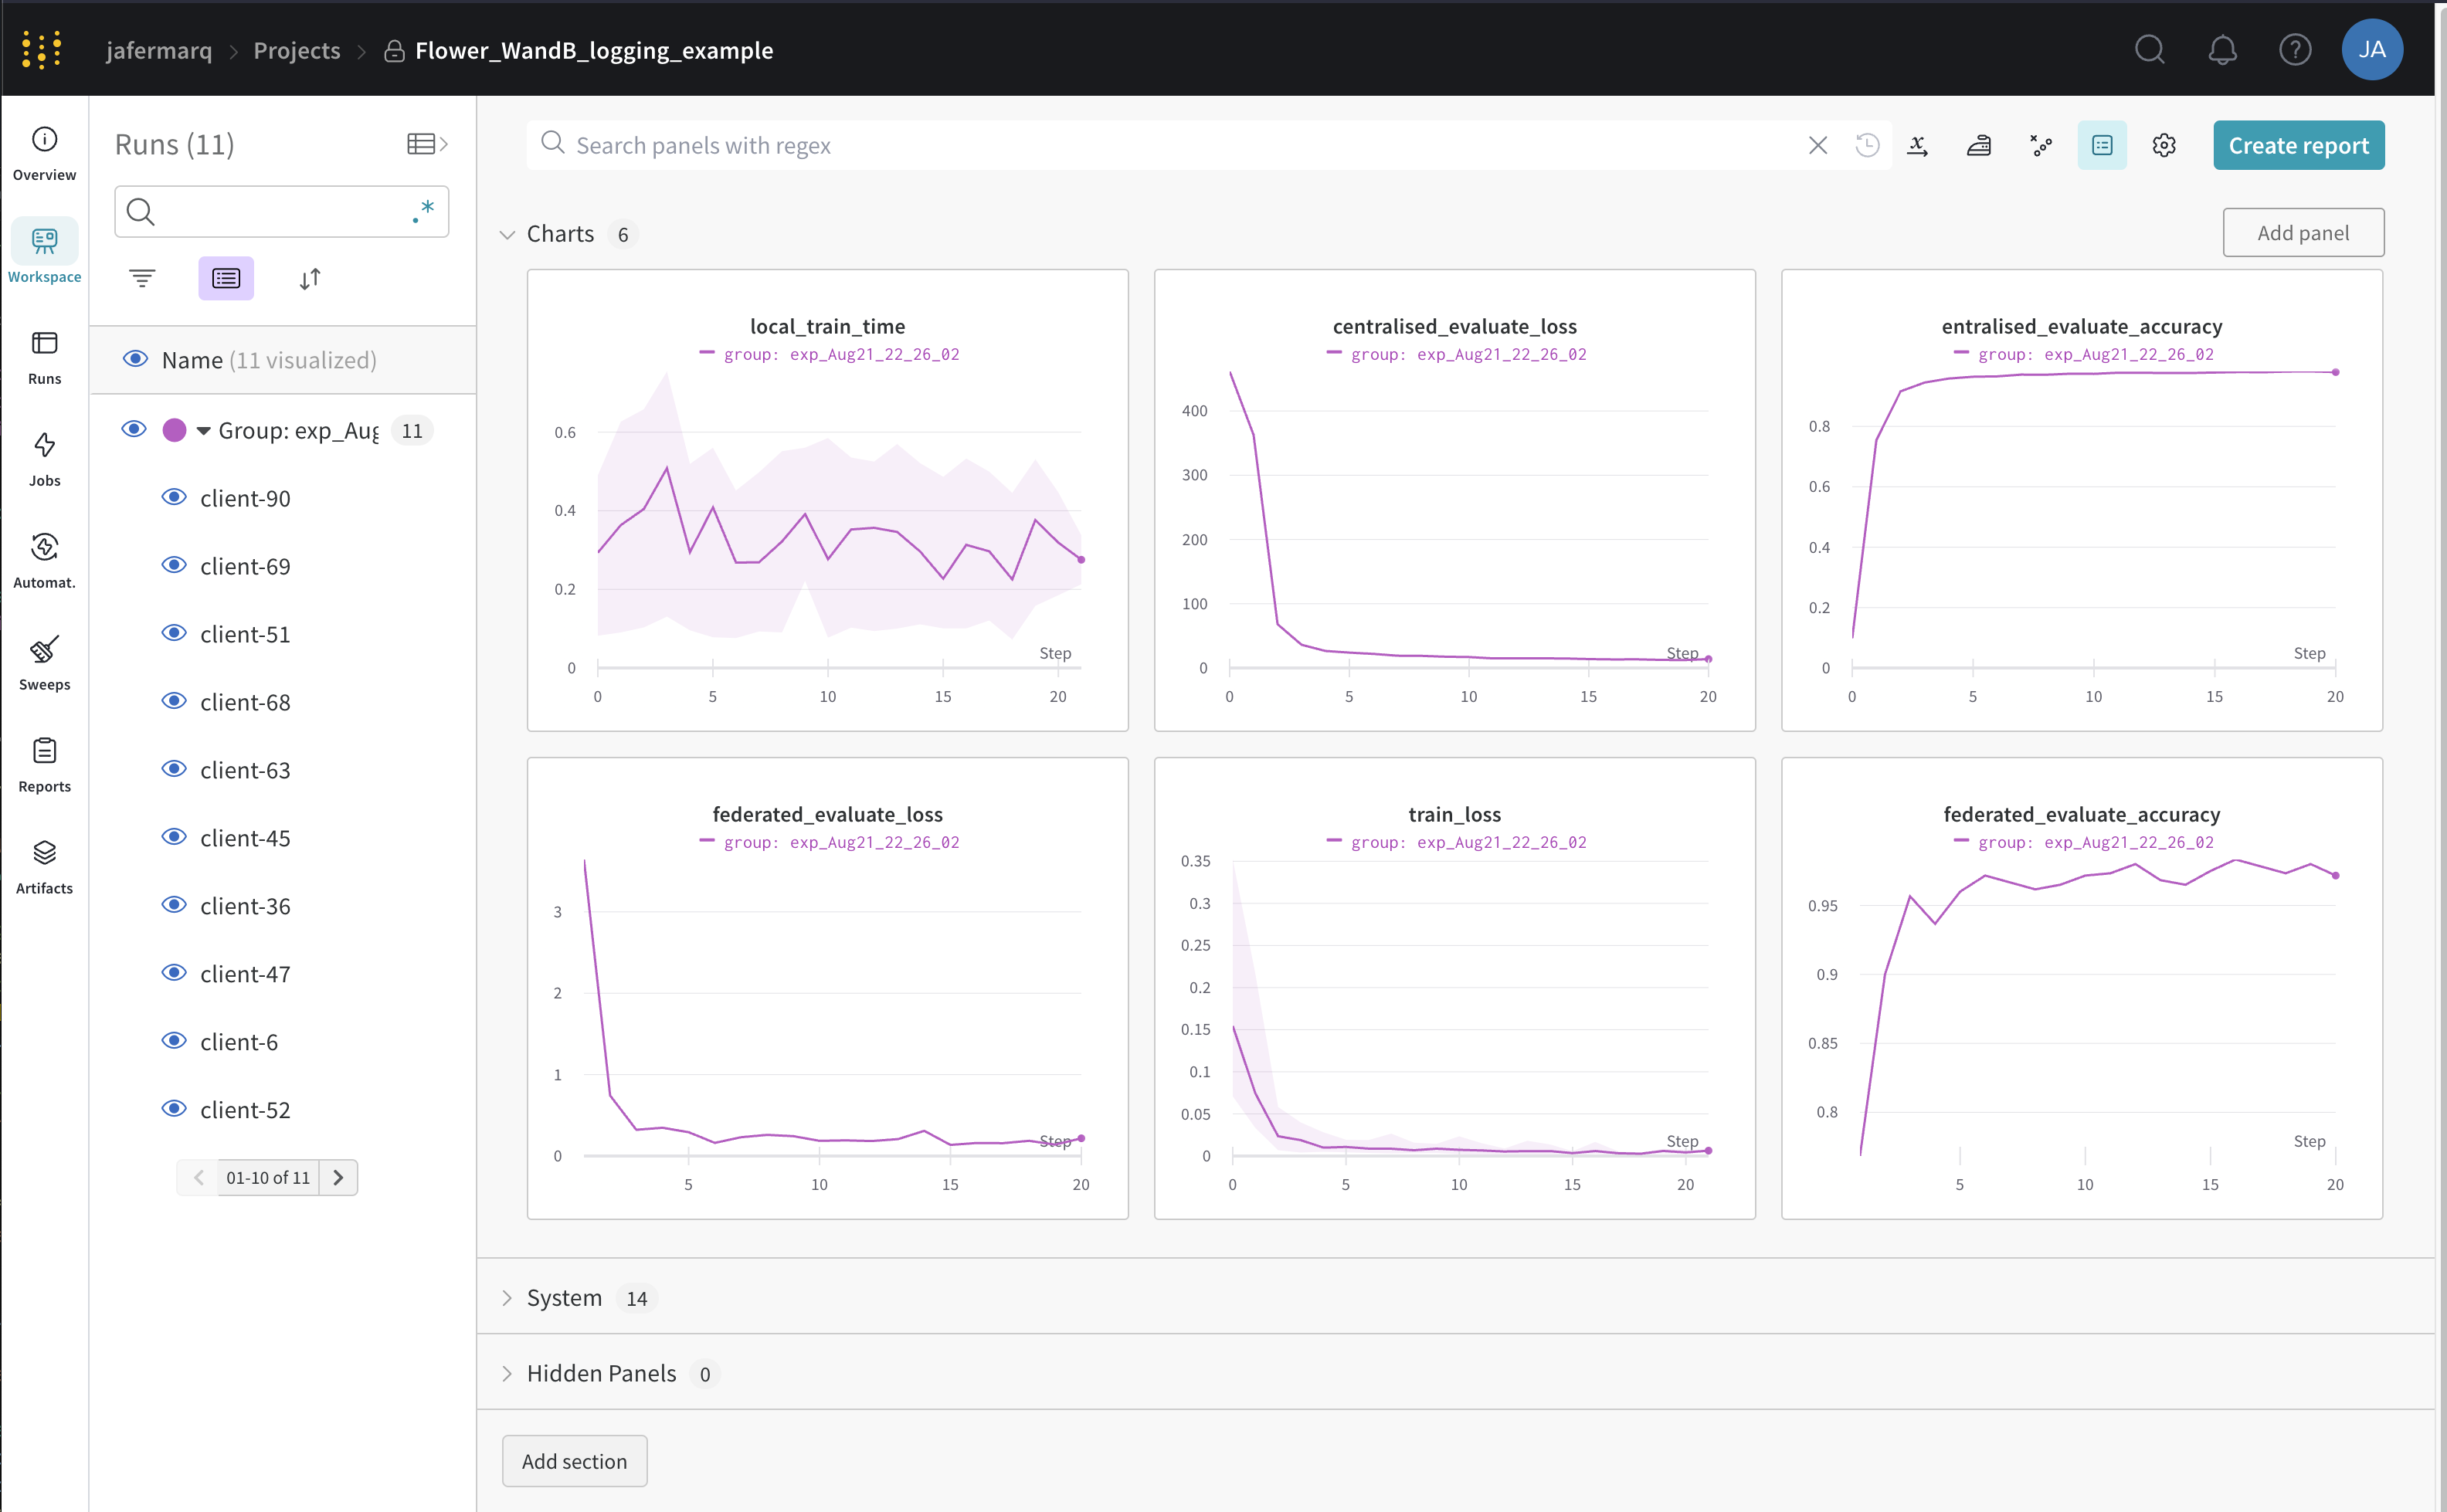 jafermarq > Projects > Flower_WandB_logging_example
JA
Overview
Workspace
Runs
Jobs
Automat.
Sweeps
Reports
Artifacts
Runs (11)
.*
Name (11 visualized)
Group: exp_Aug 11
client-90
client-69
client-51
client-68
client-63
client-45
client-36
client-47
client-6
client-52
01-10 of 11
Search panels with regex
Create report
Charts 6
Add panel
local_train_time
group: exp_Aug21_22_26_02
0.6
0.4
0.2
0
Step
0 5 10 15 20
centralised_evaluate_loss
group: exp_Aug21_22_26_02
400
300
200
100
0
Step
0 5 10 15 20
entralised_evaluate_accuracy
group: exp_Aug21_22_26_02
0.8
0.6
0.4
0.2
0
Step
0 5 10 15 20
federated_evaluate_loss
group: exp_Aug21_22_26_02
3
2
1
0
Step
5 10 15 20
train_loss
group: exp_Aug21_22_26_02
0.35
0.3
0.25
0.2
0.15
0.1
0.05
0
Step
0 5 10 15 20
federated_evaluate_accuracy
group: exp_Aug21_22_26_02
0.95
0.9
0.85
0.8
Step
5 10 15 20
System 14
Hidden Panels 0
Add section